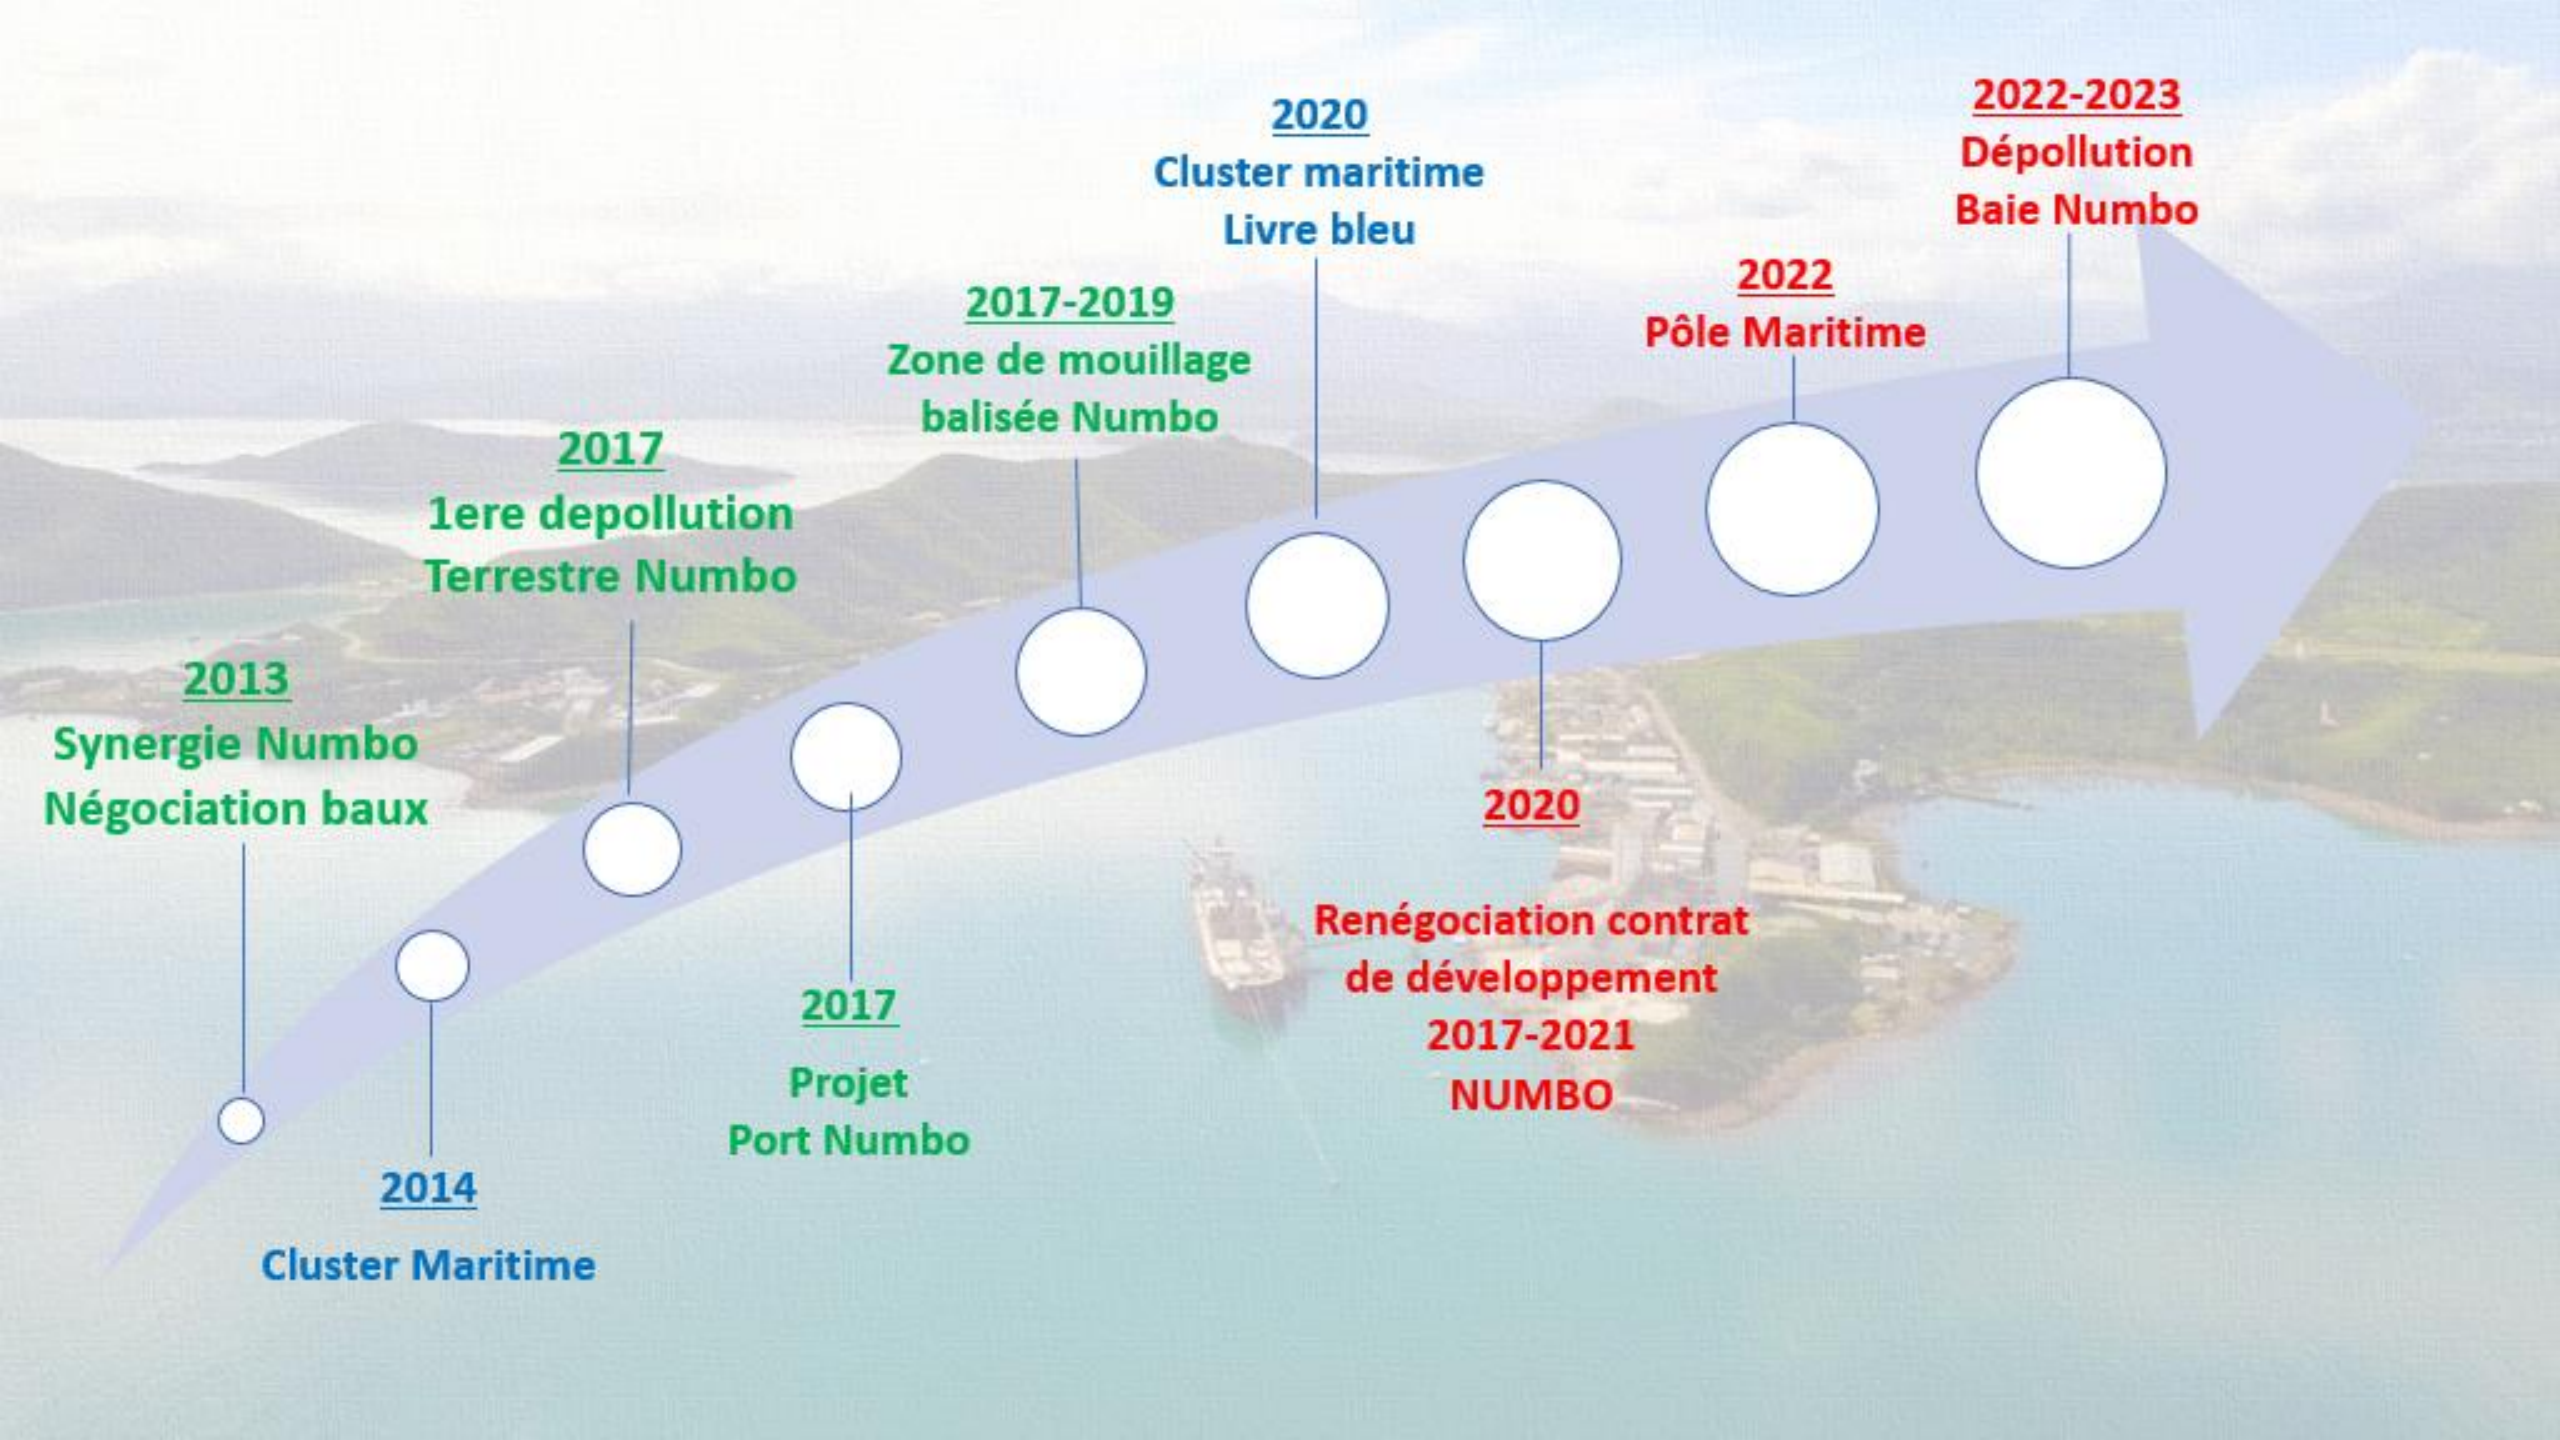 2013
Synergie Numbo
Négociation baux
2014
Cluster Maritime
2017
1ere depollution
Terrestre Numbo
2017
Projet
Port Numbo
2017-2019
Zone de mouillage
balisée Numbo
2020
Cluster maritime
Livre bleu
2020
Renégociation contrat
de développement
2017-2021
NUMBO
2022
Pôle Maritime
2022-2023
Dépollution
Baie Numbo